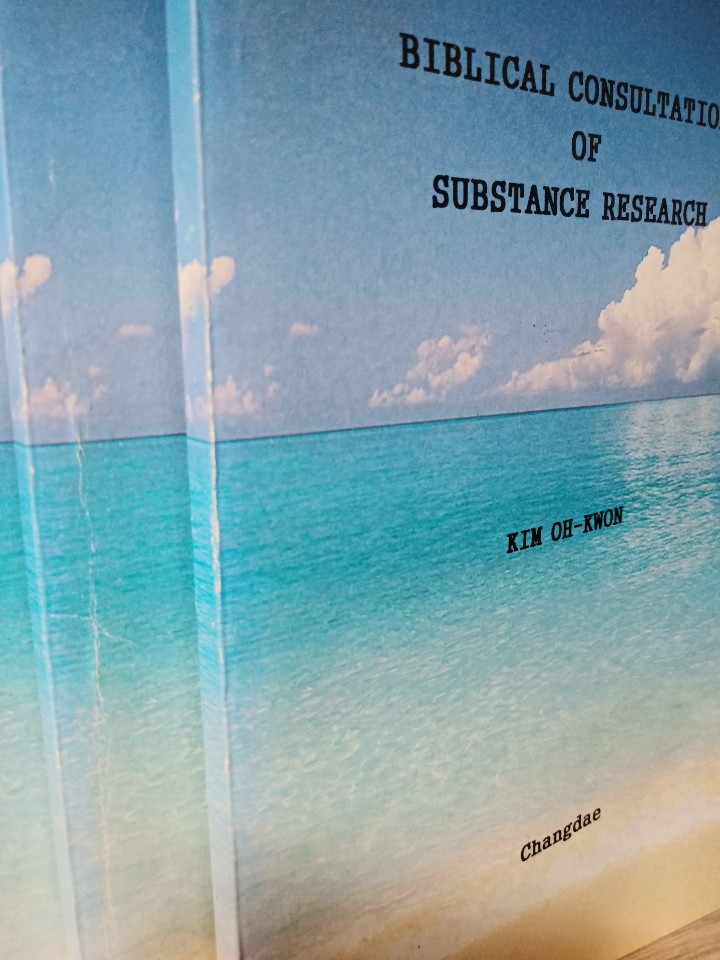 BIBLICAL CONSULTATIO
OF
SUBSTANCE RESEARCH
KIM OH-KWON
Changdae